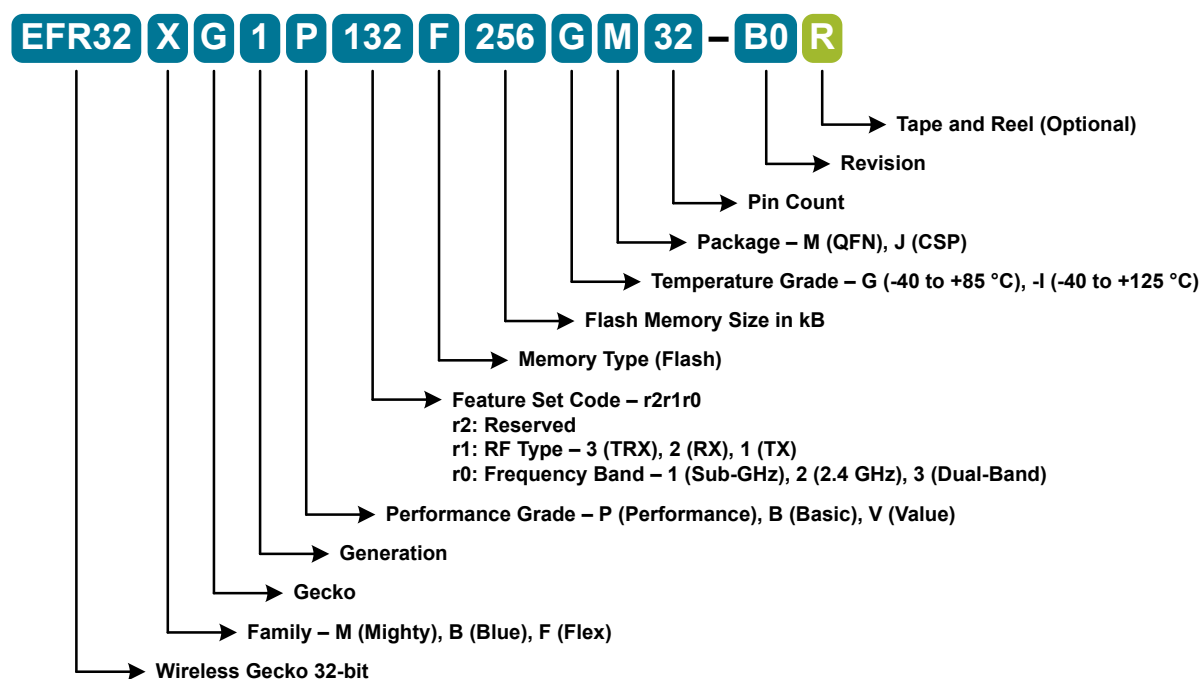 EFR32 X G 1 P 132 F 256 G M 32 – B0 R
Tape and Reel (Optional)
Revision
Pin Count
Package – M (QFN), J (CSP)
Temperature Grade – G (-40 to +85 °C), -I (-40 to +125 °C)
Flash Memory Size in kB
Memory Type (Flash)
Feature Set Code – r2r1r0
r2: Reserved
r1: RF Type – 3 (TRX), 2 (RX), 1 (TX)
r0: Frequency Band – 1 (Sub-GHz), 2 (2.4 GHz), 3 (Dual-Band)
Performance Grade – P (Performance), B (Basic), V (Value)
Generation
Gecko
Family – M (Mighty), B (Blue), F (Flex)
Wireless Gecko 32-bit